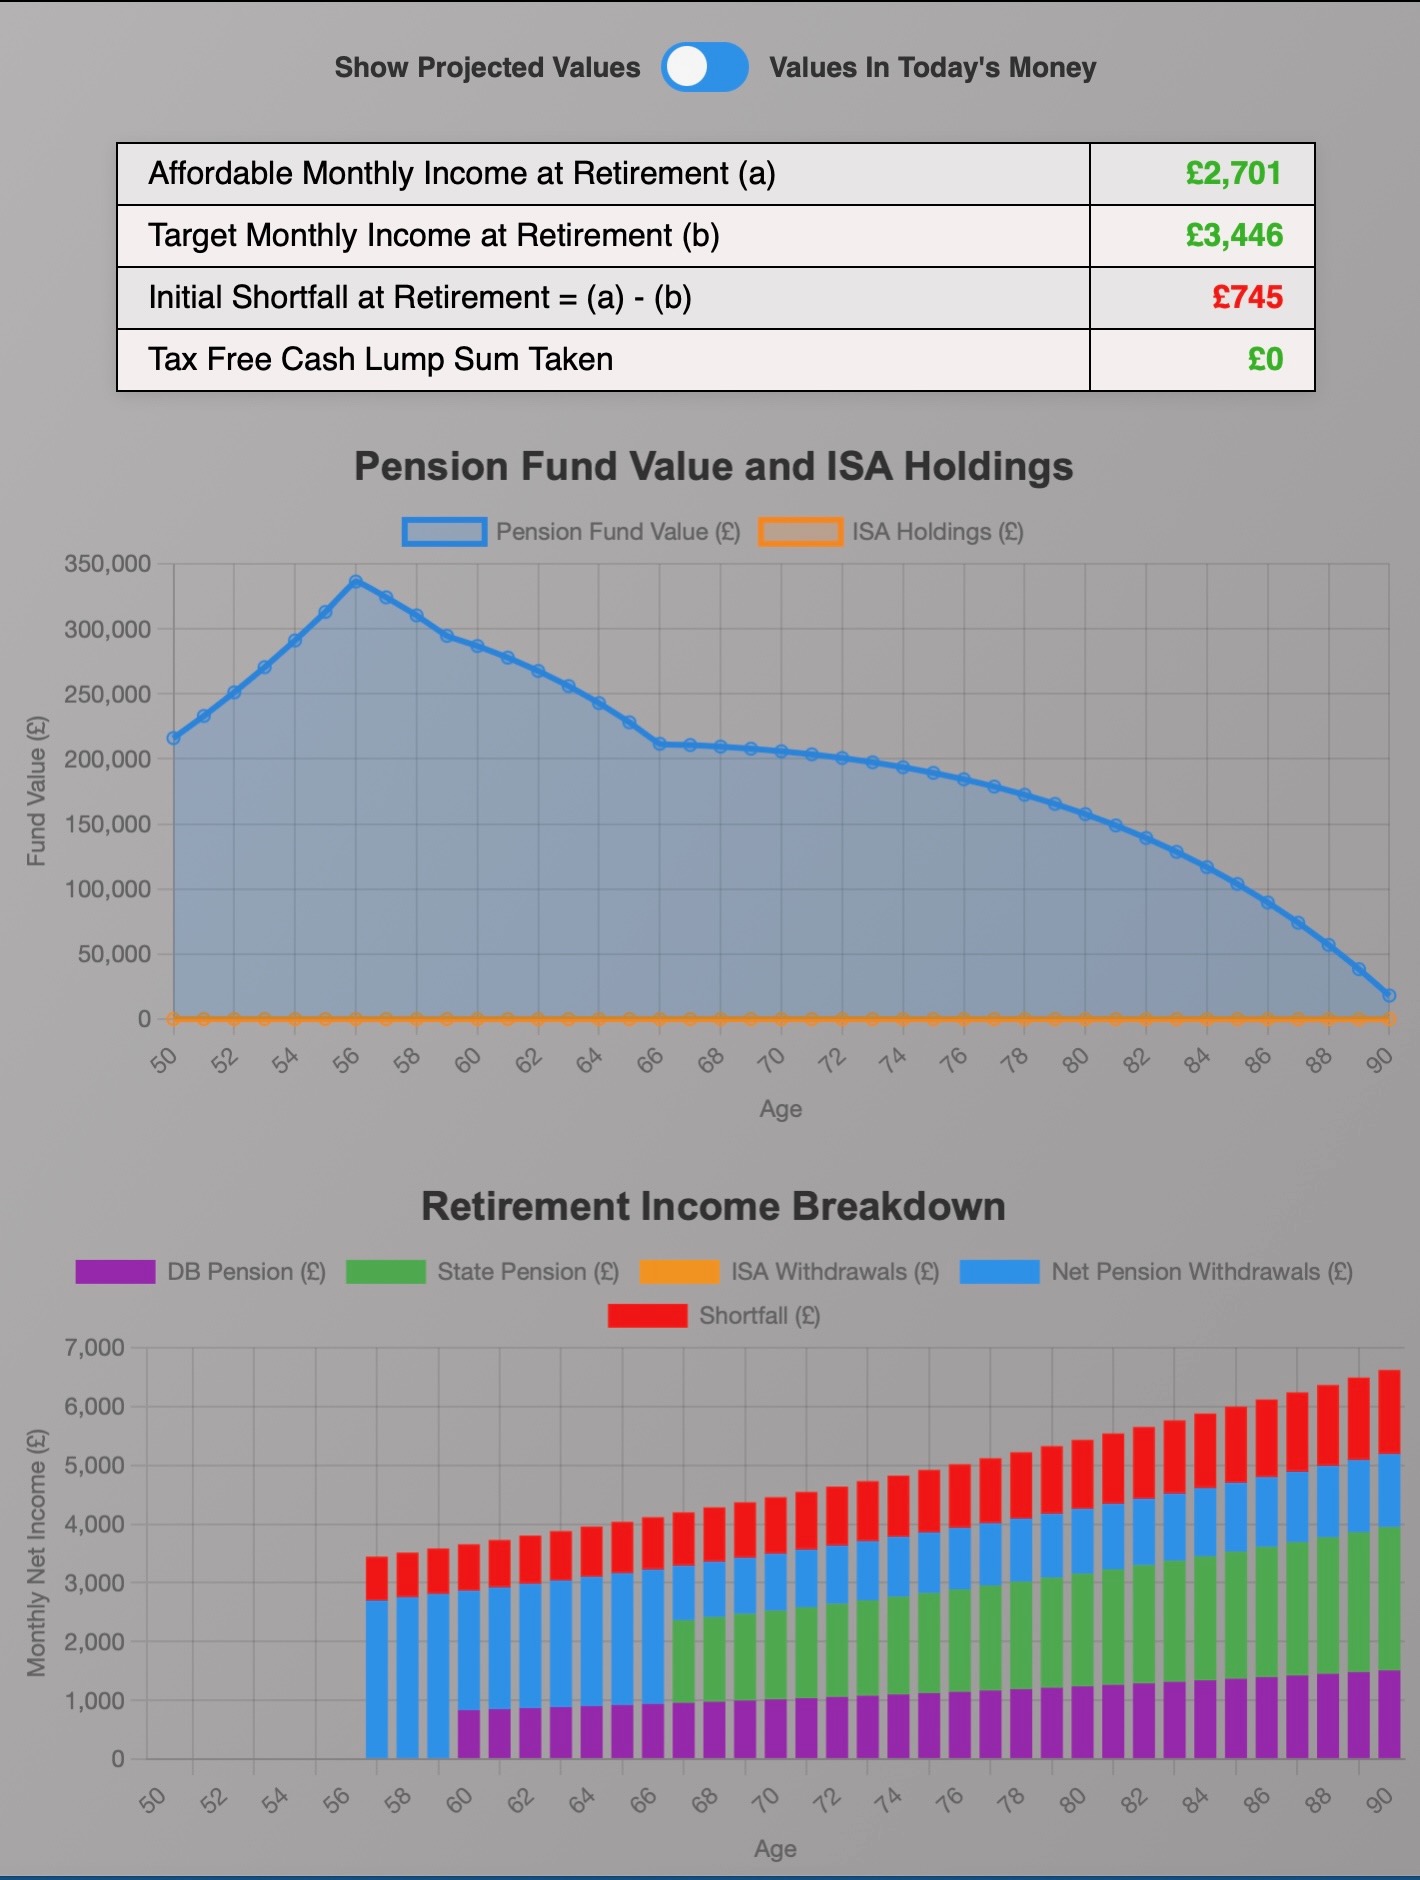 Show Projected Values Values In Today's Money
Affordable Monthly Income at Retirement (a) £2,701
Target Monthly Income at Retirement (b) £3,446
Initial Shortfall at Retirement = (a) - (b) £745
Tax Free Cash Lump Sum Taken £0
Pension Fund Value and ISA Holdings
Pension Fund Value (£) ISA Holdings (£)
350,000
300,000
250,000
200,000
150,000
100,000
50,000
0
Fund Value (£)
50 52 54 56 58 60 62 64 66 68 70 72 74 76 78 80 82 84 86 88 90
Age
Retirement Income Breakdown
DB Pension (£) State Pension (£) ISA Withdrawals (£) Net Pension Withdrawals (£)
Shortfall (£)
7,000
6,000
5,000
4,000
3,000
2,000
1,000
0
Monthly Net Income (£)
50 52 54 56 58 60 62 64 66 68 70 72 74 76 78 80 82 84 86 88 90
Age